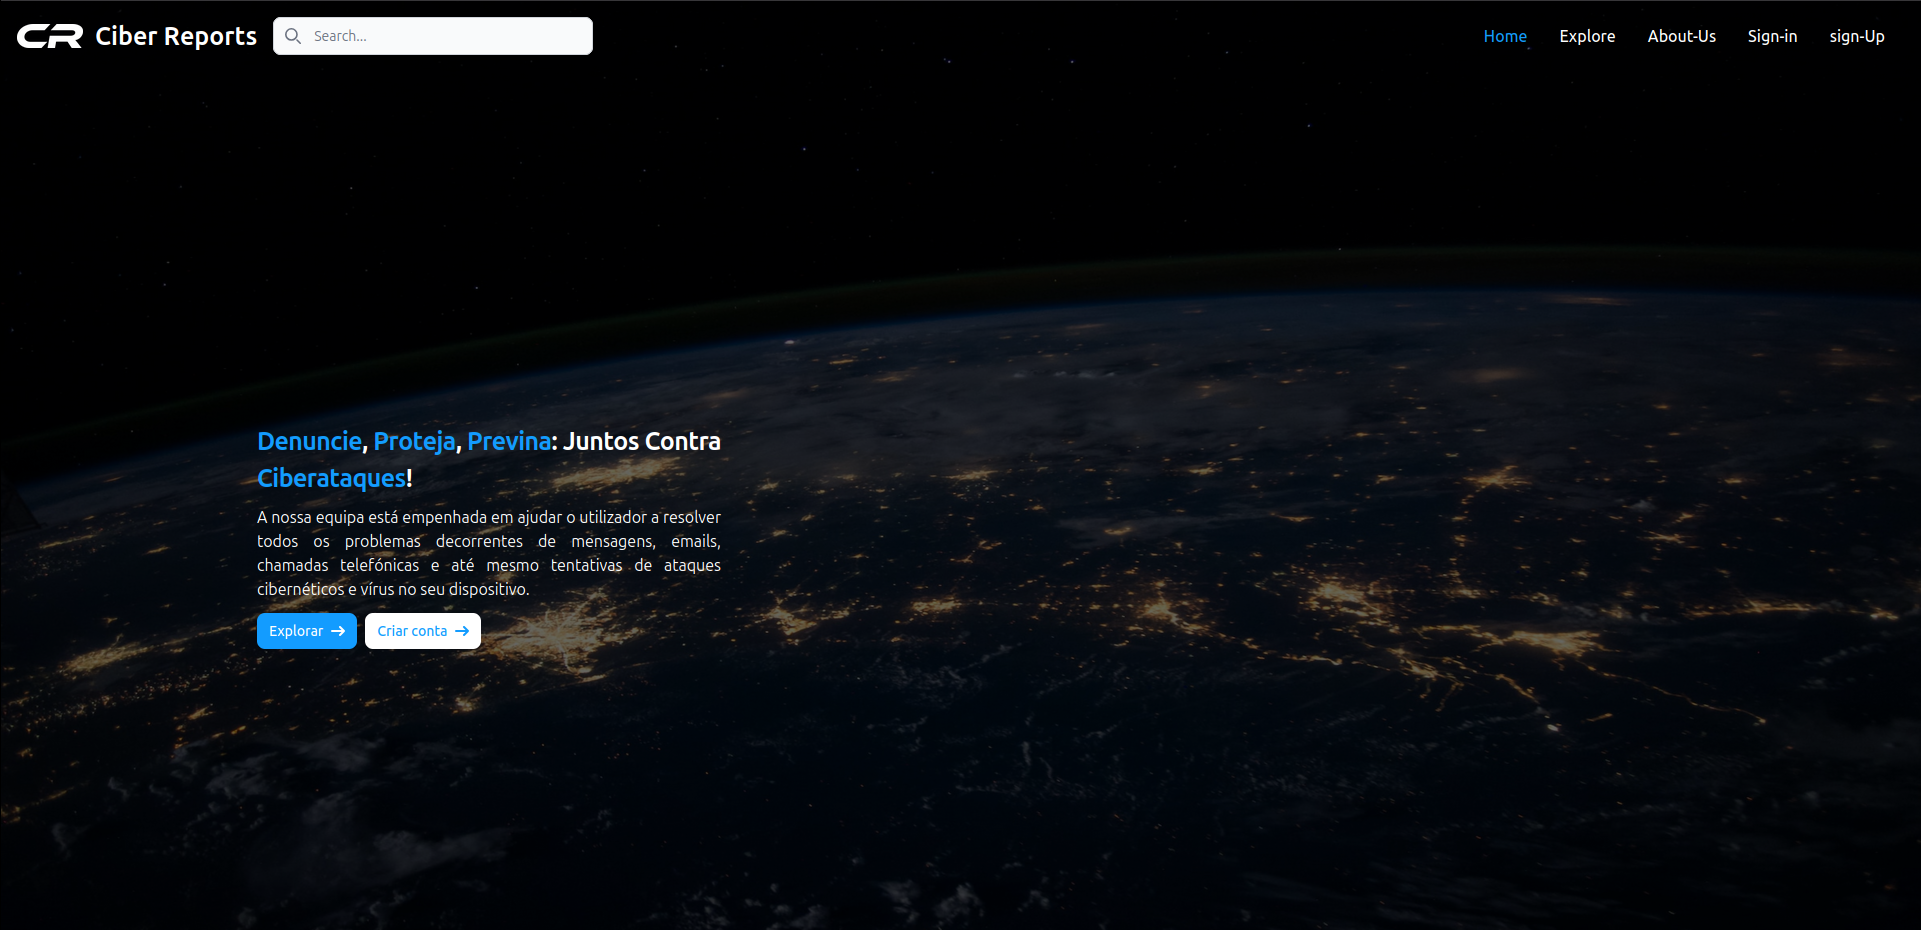 CR Ciber Reports
Search...
Home
Explore
About-Us
Sign-in
sign-Up
Denuncie, Proteja, Previna: Juntos Contra
Ciberataques!
A nossa equipa está empenhada em ajudar o utilizador a resolver
todos os problemas decorrentes de mensagens, emails,
chamadas telefónicas e até mesmo tentativas de ataques
cibernéticos e vírus no seu dispositivo.
Explorar
Criar conta